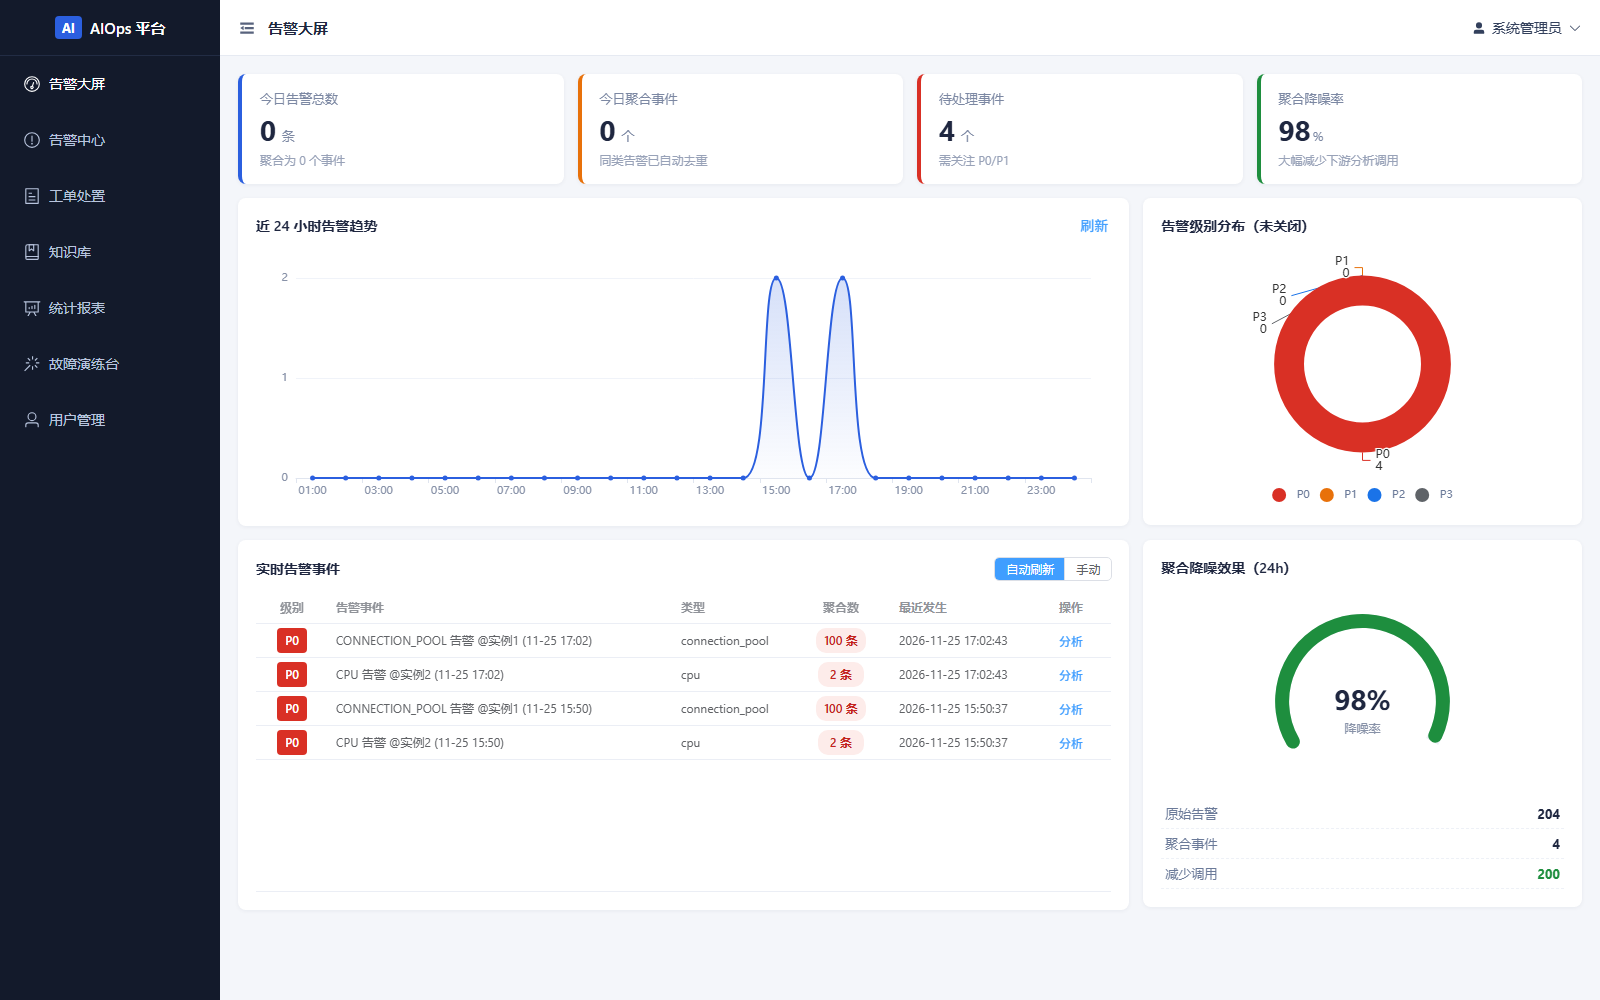 AI AIOps 平台
告警大屏
告警中心
工单处置
知识库
统计报表
故障演练台
用户管理
告警大屏
系统管理员
今日告警总数
0 条
聚合为 0 个事件
今日聚合事件
0 个
同类告警已自动去重
待处理事件
4 个
需关注 P0/P1
聚合降噪率
98 %
大幅减少下游分析调用
近 24 小时告警趋势
刷新
2
1
0
01:00 03:00 05:00 07:00 09:00 11:00 13:00 15:00 17:00 19:00 21:00 23:00
告警级别分布（未关闭）
P1
0
P2
0
P3
0
P0
4
P0 P1 P2 P3
实时告警事件
自动刷新 手动
级别 告警事件 类型 聚合数 最近发生 操作
P0 CONNECTION_POOL 告警 @实例1 (11-25 17:02) connection_pool 100 条 2026-11-25 17:02:43 分析
P0 CPU 告警 @实例2 (11-25 17:02) cpu 2 条 2026-11-25 17:02:43 分析
P0 CONNECTION_POOL 告警 @实例1 (11-25 15:50) connection_pool 100 条 2026-11-25 15:50:37 分析
P0 CPU 告警 @实例2 (11-25 15:50) cpu 2 条 2026-11-25 15:50:37 分析
聚合降噪效果（24h）
98%
降噪率
原始告警 204
聚合事件 4
减少调用 200